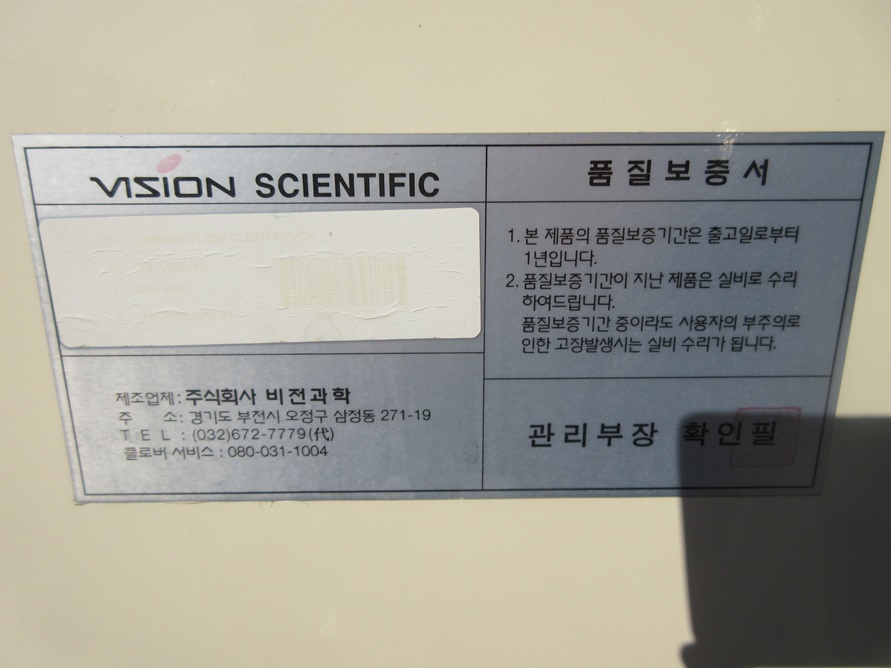 VISION SCIENTIFIC
제조업체: 주식회사 비전과학
주 소: 경기도 부천시 오정구 삼정동 271-19
TEL : (032)672-7779(代)
클로버 서비스 : 080-031-1004
품질보증서
1. 본 제품의 품질보증기간은 출고일로부터
1년입니다.
2. 품질보증기간이 지난 제품은 실비로 수리
하여드립니다.
품질보증기간 중이라도 사용자의 부주의로
인한 고장발생시는 실비 수리가 됩니다.
관리부장 확인필